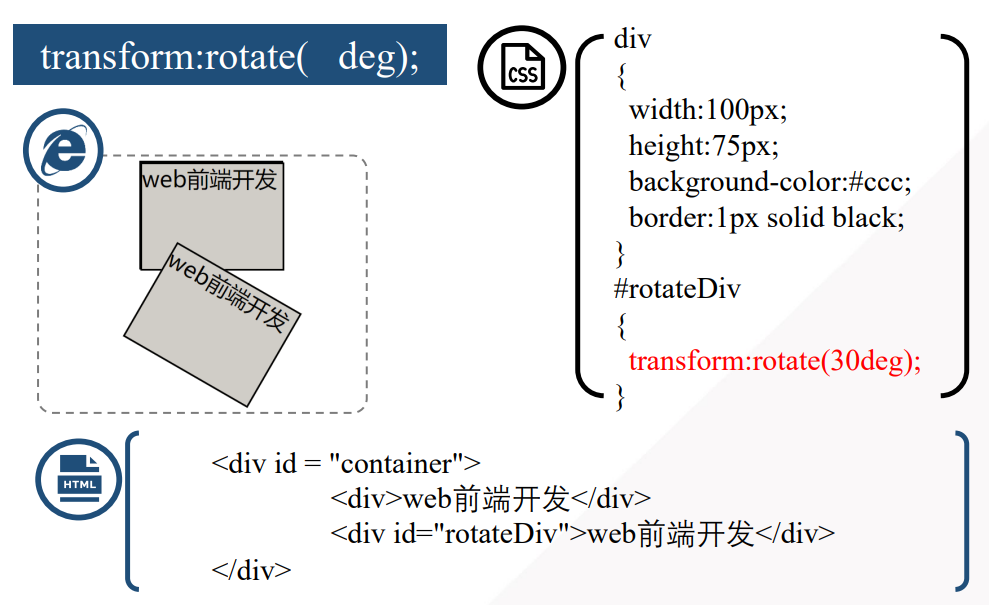 transform:rotate(   deg);
CSS
div
{
width:100px;
height:75px;
background-color:#ccc;
border:1px solid black;
}
#rotateDiv
{
transform:rotate(30deg);
}
web前端开发
web前端开发
HTML
<div id = "container">
<div>web前端开发</div>
<div id="rotateDiv">web前端开发</div>
</div>